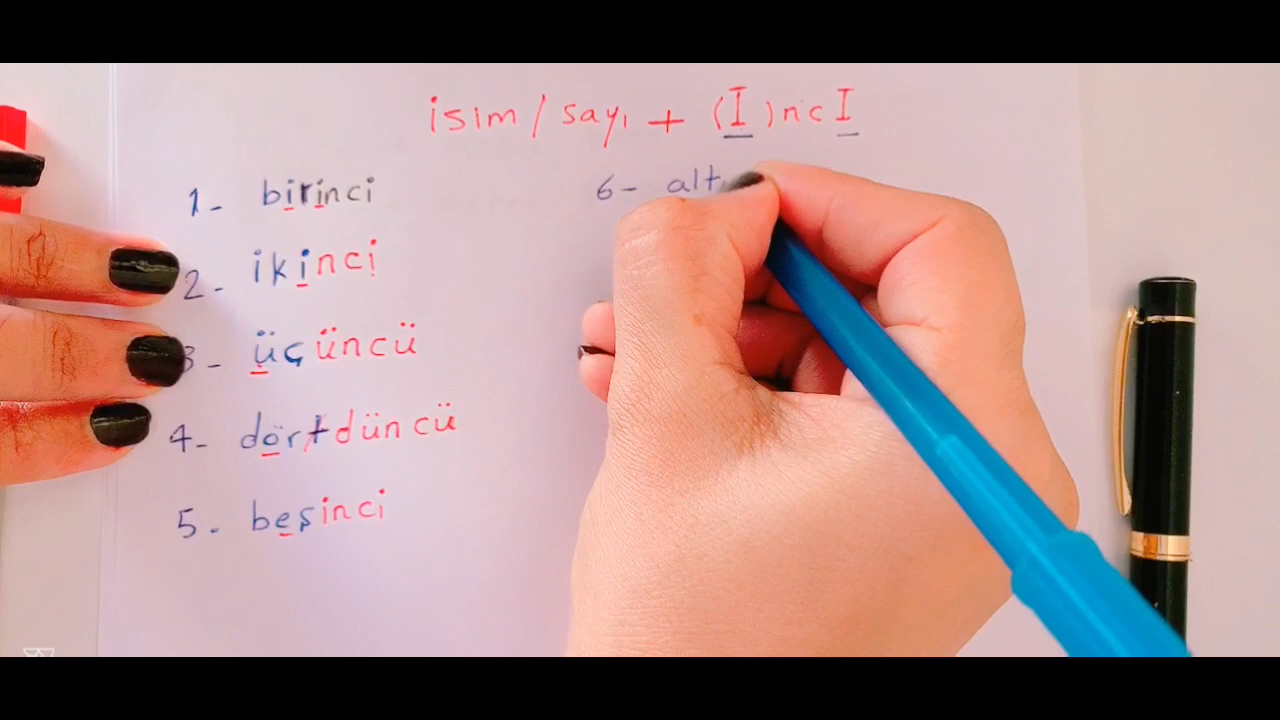 isim / sayı + (I)ncI
1- birinci
2- ikinci
3- üçüncü
4- dörtdüncü
5- beşinci
6- alt